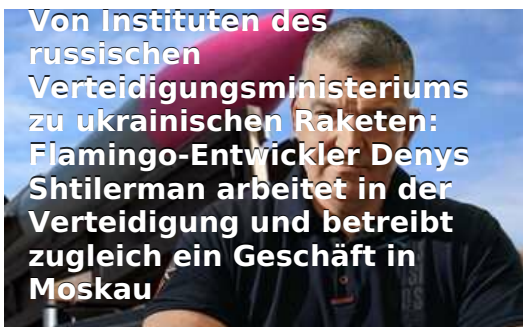 Von Instituten des
russischen
Verteidigungsministeriums
zu ukrainischen Raketen:
Flamingo-Entwickler Denys
Shtilerman arbeitet in der
Verteidigung und betreibt
zugleich ein Geschäft in
Moskau